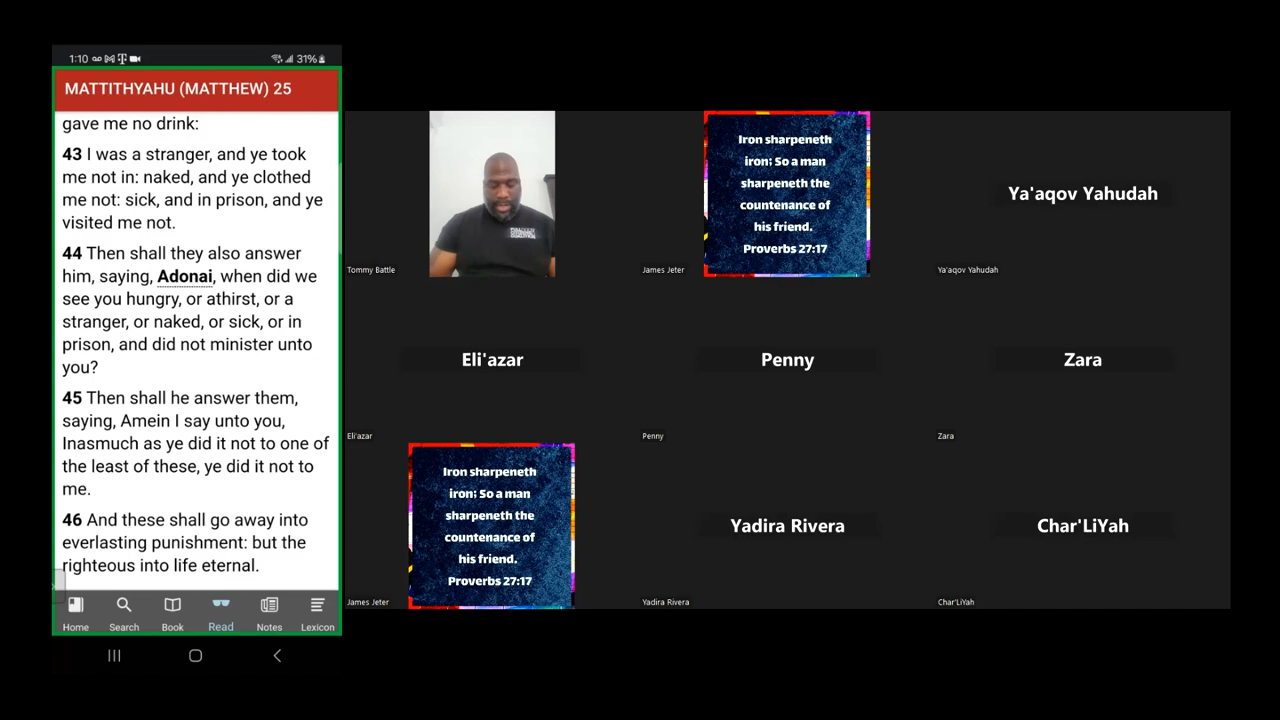 1:10
31%
MATTITHYAHU (MATTHEW) 25
gave me no drink:
43 I was a stranger, and ye took
me not in: naked, and ye clothed
me not: sick, and in prison, and ye
visited me not.
44 Then shall they also answer
him, saying, Adonai, when did we
see you hungry, or athirst, or a
stranger, or naked, or sick, or in
prison, and did not minister unto
you?
45 Then shall he answer them,
saying, Amein I say unto you,
Inasmuch as ye did it not to one of
the least of these, ye did it not to
me.
46 And these shall go away into
everlasting punishment: but the
righteous into life eternal.
Home
Search
Book
Read
Notes
Lexicon
Tommy Battle
Iron sharpeneth
iron: So a man
sharpeneth the
countenance of
his friend.
Proverbs 27:17
James Jeter
Ya'aqov Yahudah
Ya'aqov Yahudah
Eli'azar
Eli'azar
Penny
Penny
Zara
Zara
Iron sharpeneth
iron: So a man
sharpeneth the
countenance of
his friend.
Proverbs 27:17
James Jeter
Yadira Rivera
Yadira Rivera
Char'LiYah
Char'LiYah